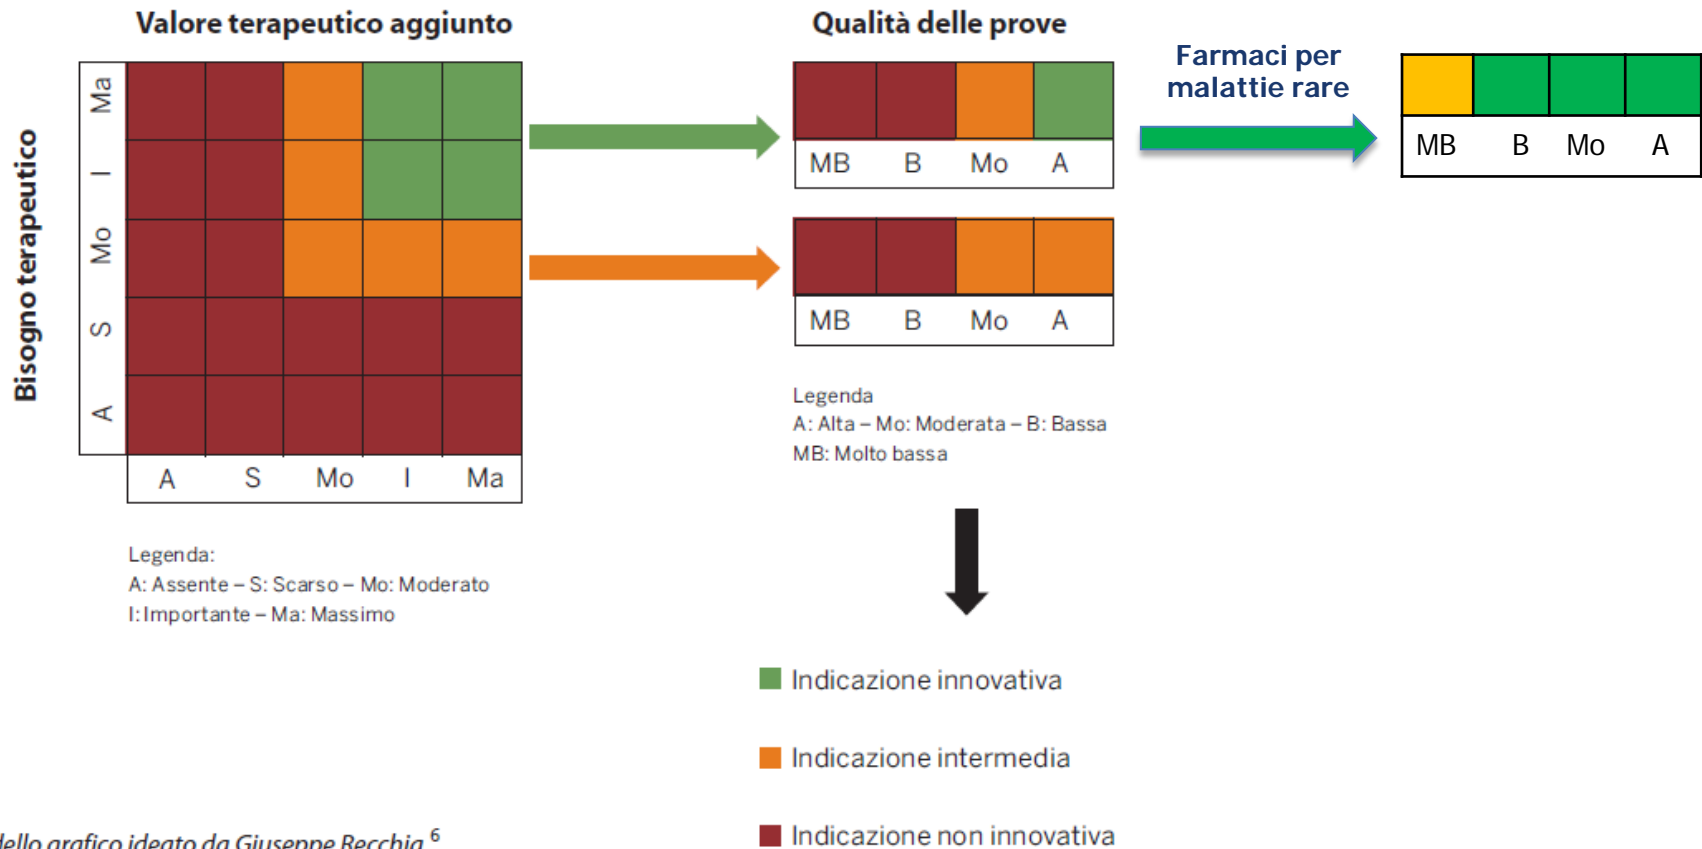 Valore terapeutico aggiunto
Bisogno terapeutico
Ma
I
Mo
S
A
A S Mo I Ma
Legenda:
A: Assente – S: Scarso – Mo: Moderato
I: Importante – Ma: Massimo
Qualità delle prove
MB B Mo A
MB B Mo A
Legenda
A: Alta – Mo: Moderata – B: Bassa
MB: Molto bassa
Farmaci per
malattie rare
MB B Mo A
Indicazione innovativa
Indicazione intermedia
Indicazione non innovativa
grafico ideato da Giuseppe Recchia 6